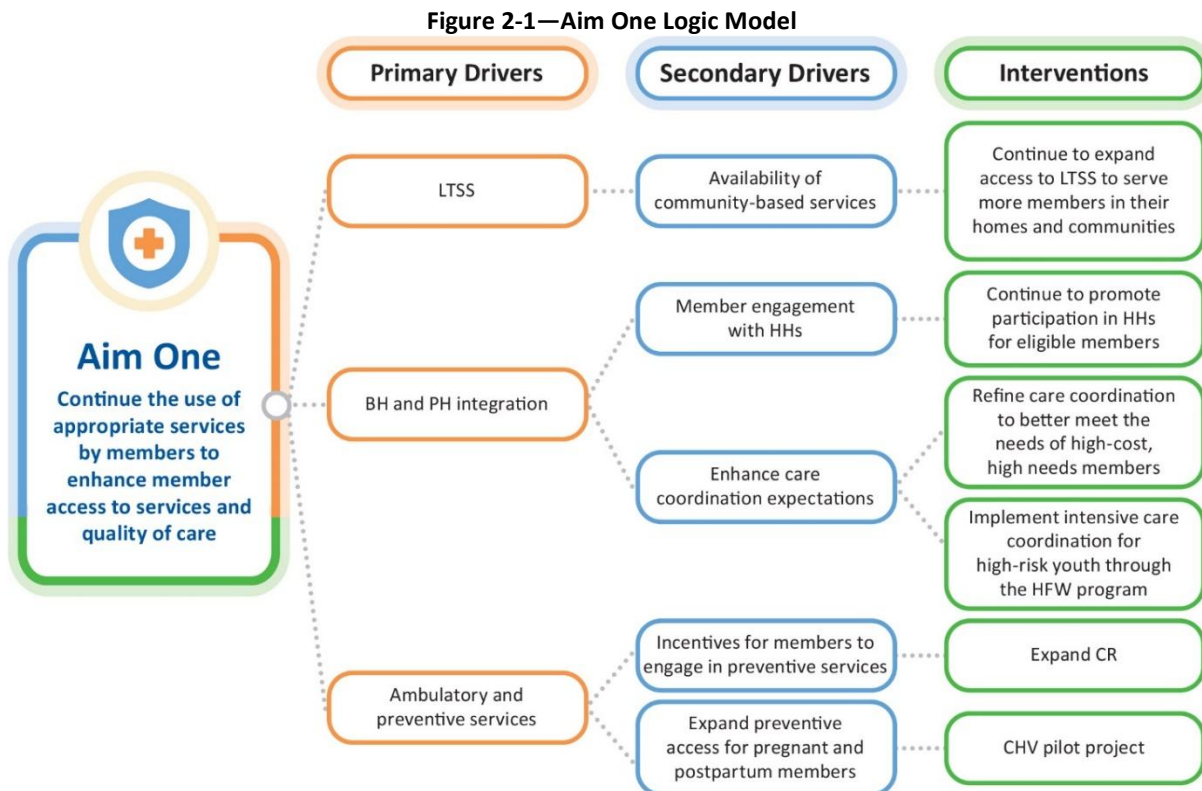 Figure 2-1—Aim One Logic Model
Primary Drivers
Secondary Drivers
Interventions
Aim One
Continue the use of
appropriate services
by members to
enhance member
access to services and
quality of care
LTSS
Availability of
community-based services
Continue to expand
access to LTSS to serve
more members in their
homes and communities
BH and PH integration
Member engagement
with HHs
Continue to promote
participation in HHs
for eligible members
Enhance care
coordination expectations
Refine care coordination
to better meet the
needs of high-cost,
high needs members
Implement intensive care
coordination for
high-risk youth through
the HFW program
Ambulatory and
preventive services
Incentives for members to
engage in preventive services
Expand CR
Expand preventive
access for pregnant and
postpartum members
CHV pilot project